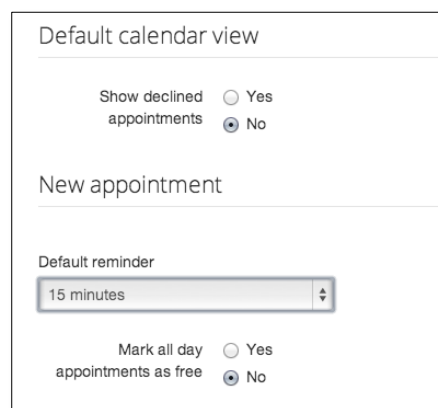 Default calendar view
Show declined
appointments
Yes
No
New appointment
Default reminder
15 minutes
Mark all day
appointments as free
Yes
No